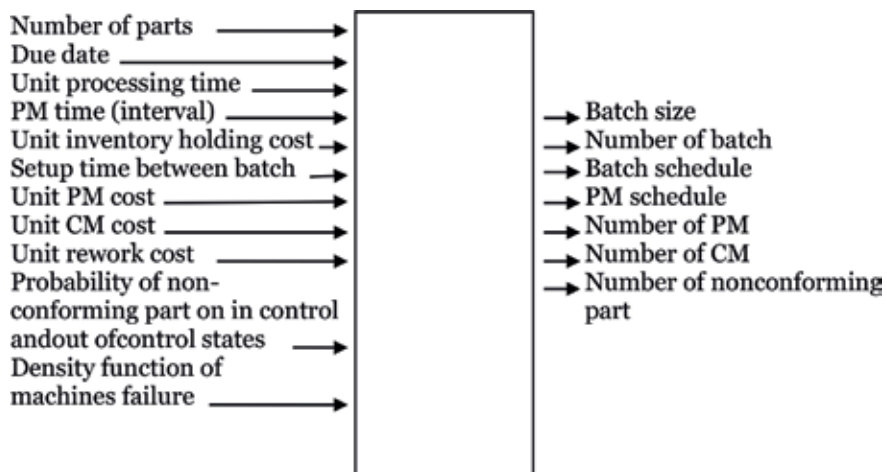 Number of parts
Due date
Unit processing time
PM time (interval)
Unit inventory holding cost
Setup time between batch
Unit PM cost
Unit CM cost
Unit rework cost
Probability of non-
conforming part on in control
andout ofcontrol states
Density function of
machines failure
Batch size
Number of batch
Batch schedule
PM schedule
Number of PM
Number of CM
Number of nonconforming
part